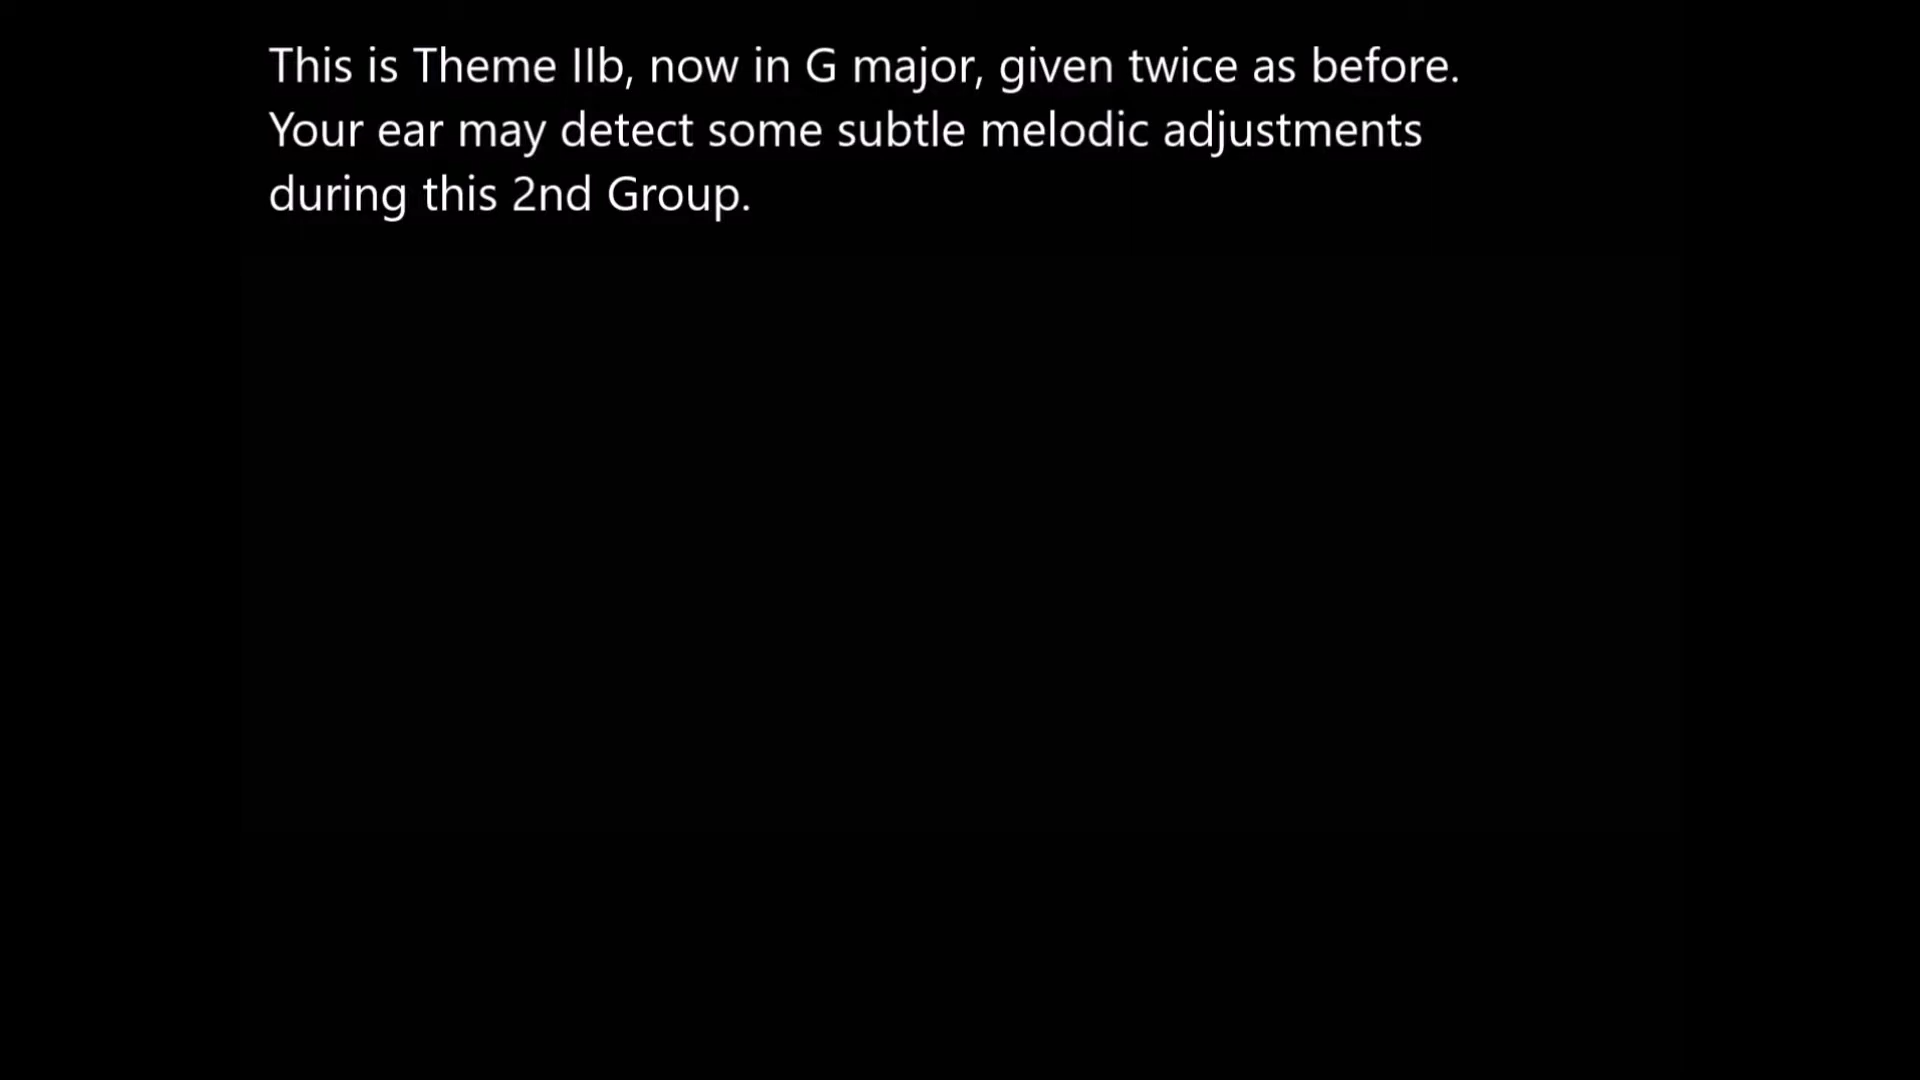 This is Theme IIb, now in G major, given twice as before.
Your ear may detect some subtle melodic adjustments
during this 2nd Group.